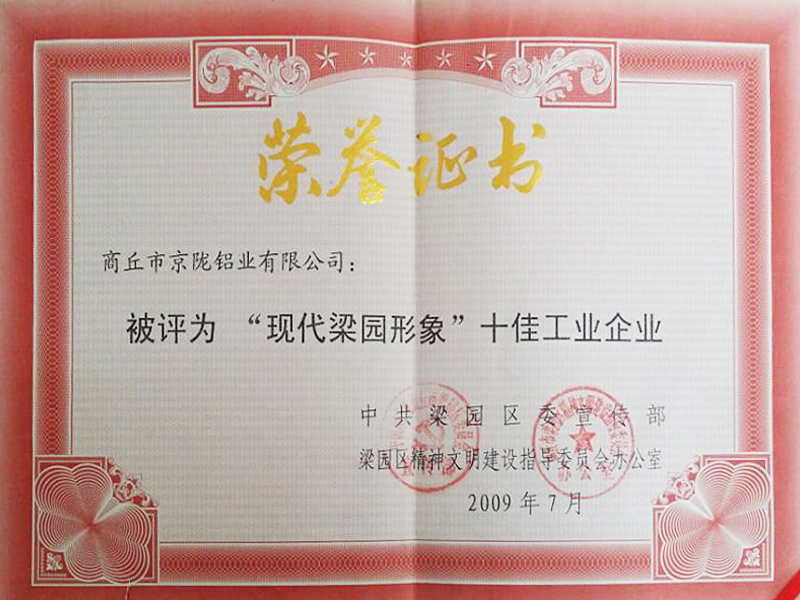 荣誉证书
商丘市京陇铝业有限公司：
被评为 “现代梁园形象”十佳工业企业
中共梁园区委宣传部
梁园区精神文明建设指导委员会办公室
2009年7月
办公室